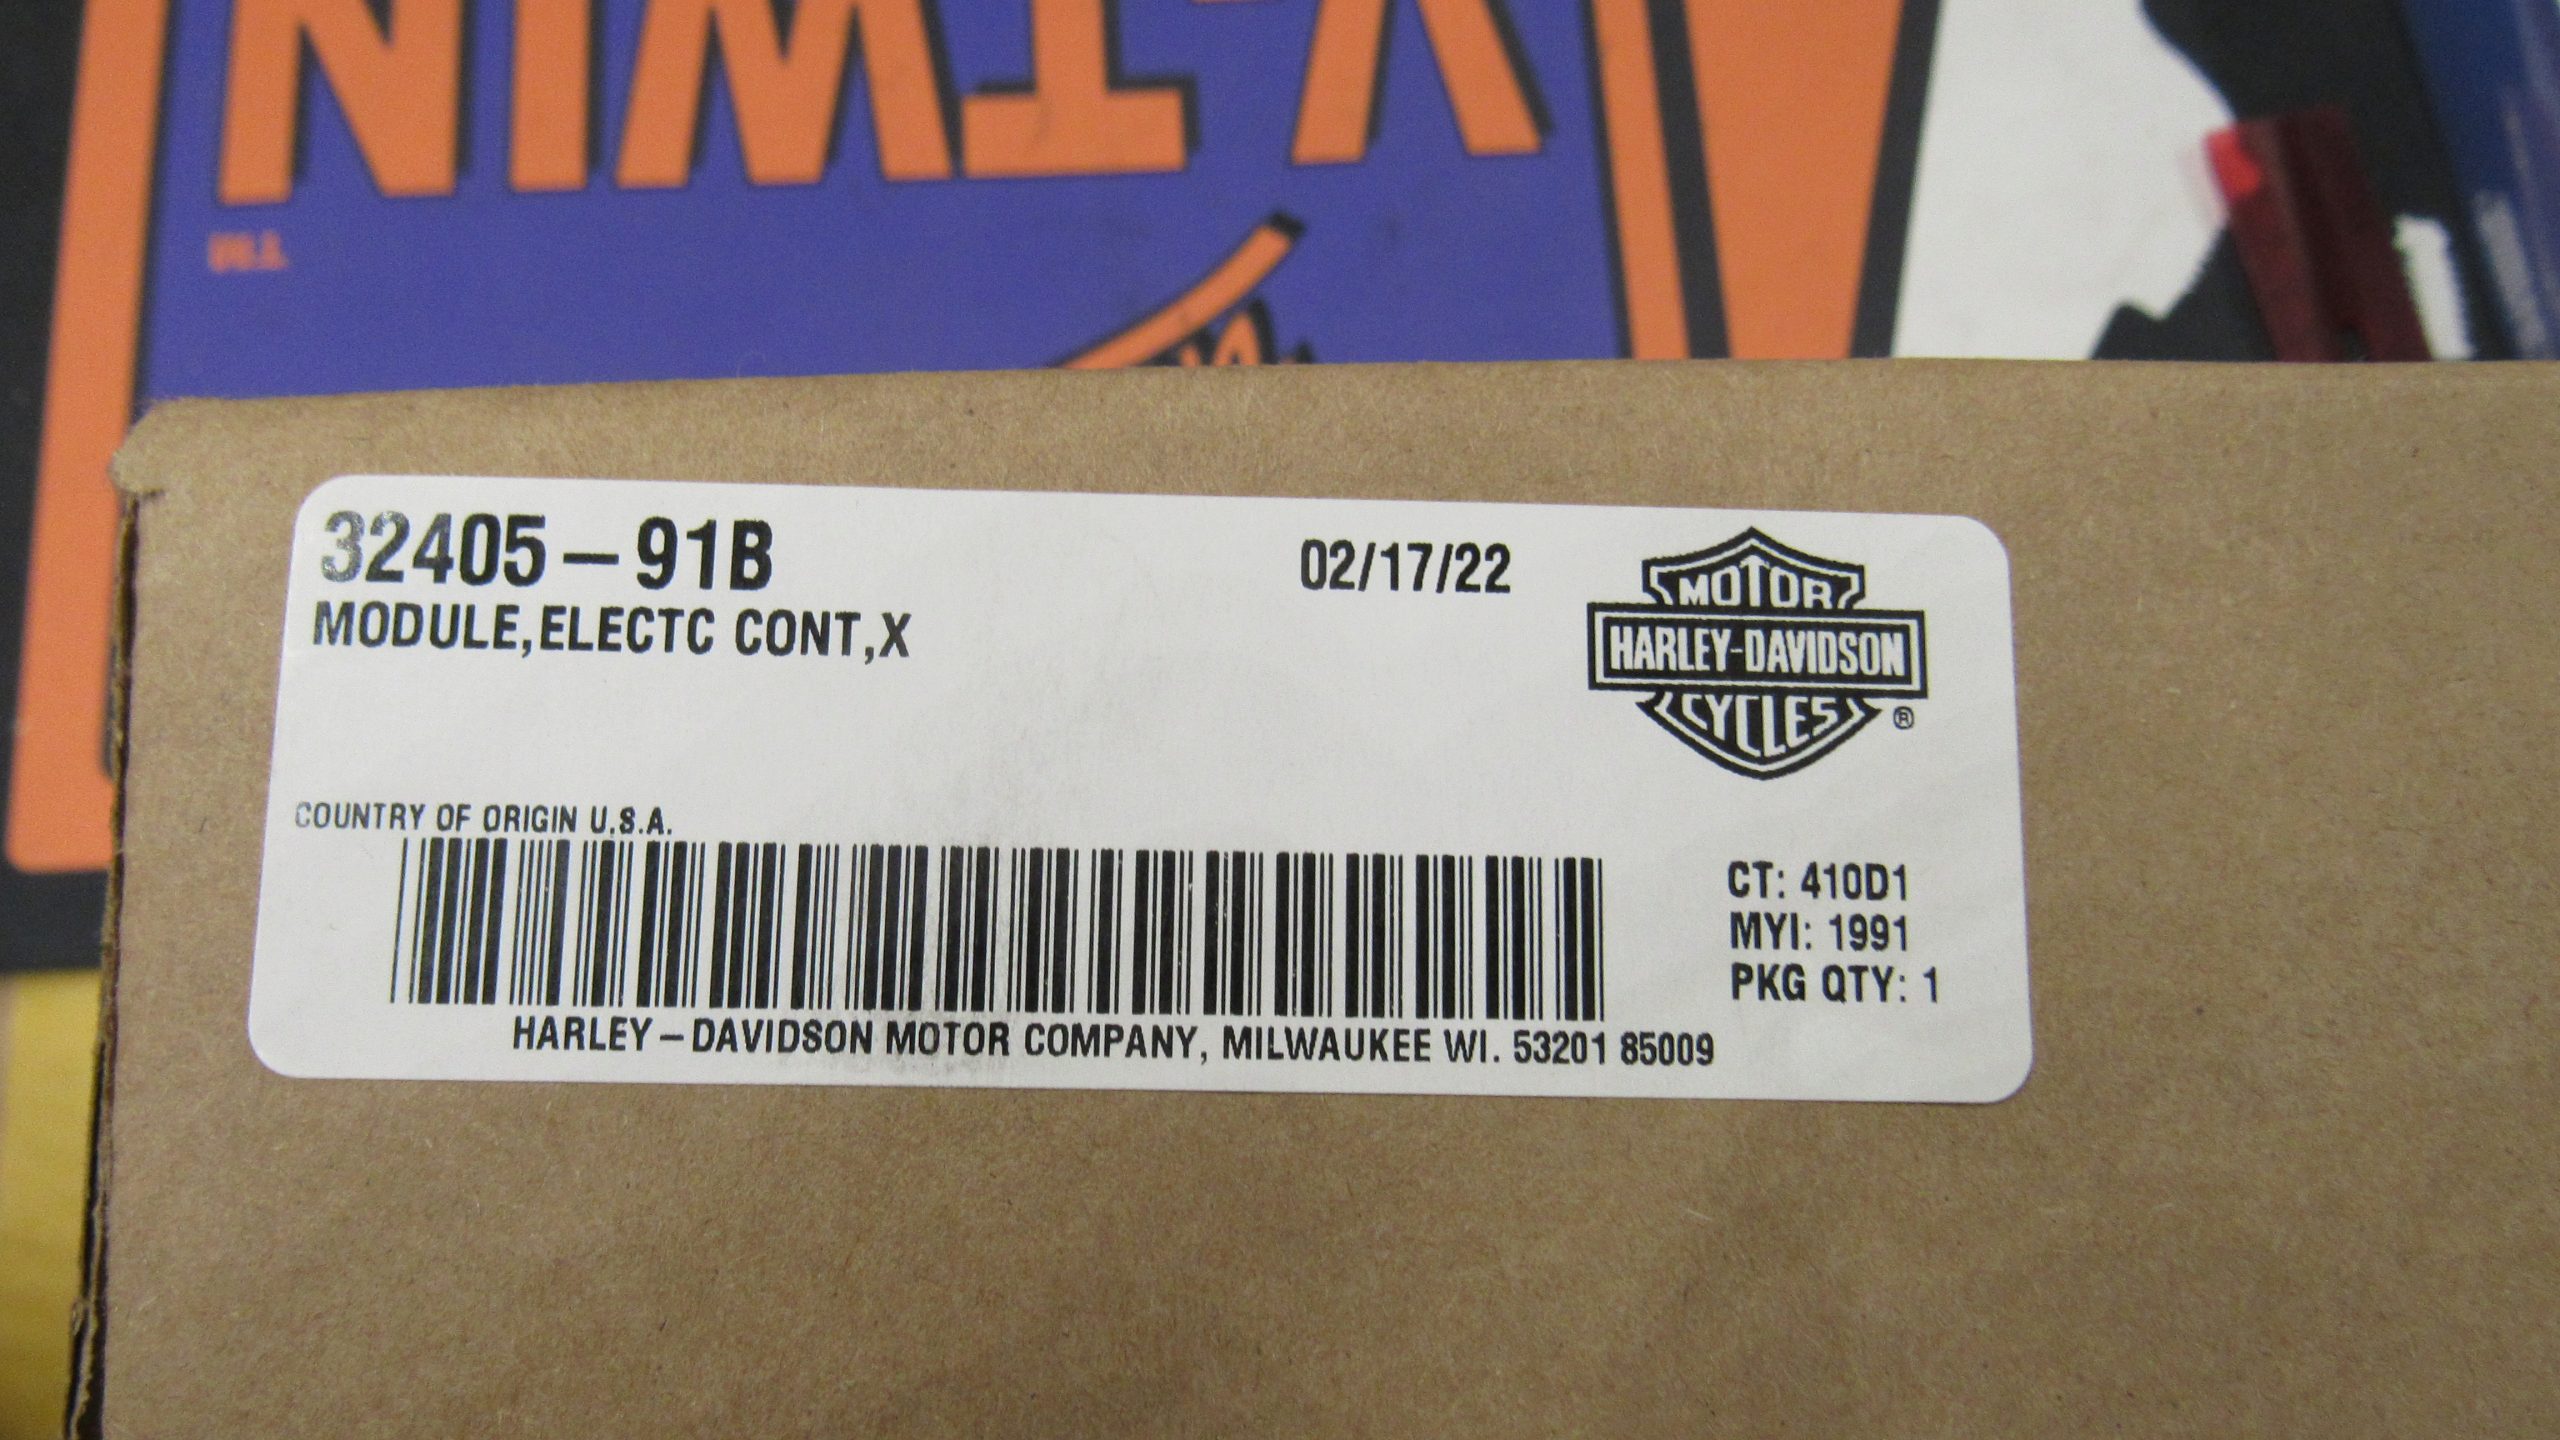 V-TWIN
32405-91B
02/17/22
MODULE,ELECTC CONT,X
MOTOR
HARLEY-DAVIDSON
CYCLES
®
COUNTRY OF ORIGIN U.S.A.
CT: 410D1
MYI: 1991
PKG QTY: 1
HARLEY-DAVIDSON MOTOR COMPANY, MILWAUKEE WI. 53201 85009